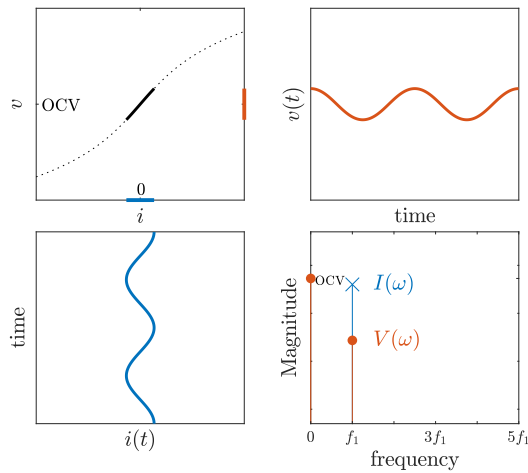 v
OCV
0
i
v(t)
time
time
i(t)
Magnitude
OCV
I(ω)
V(ω)
0
f₁
3f₁
5f₁
frequency